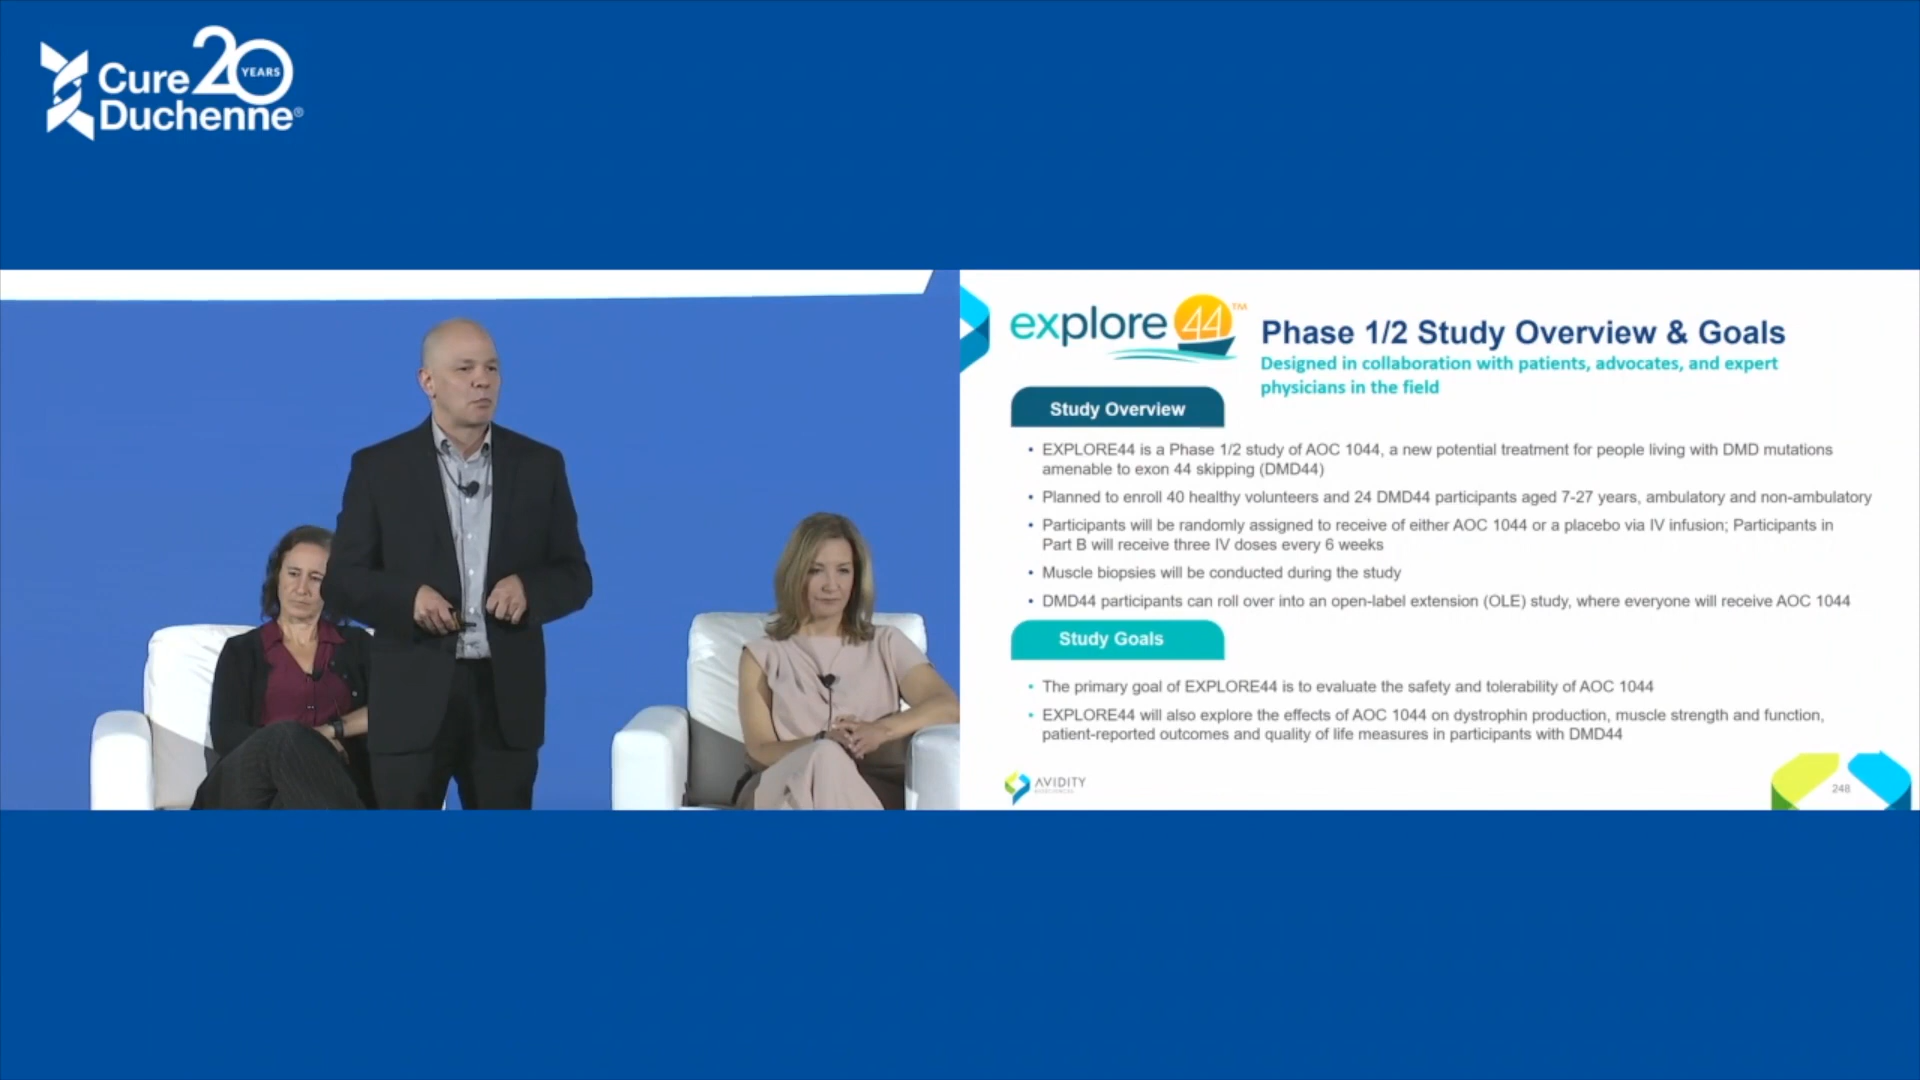 Cure 20 YEARS
Duchenne®
explore 44™
Phase 1/2 Study Overview & Goals
Designed in collaboration with patients, advocates, and expert
physicians in the field
Study Overview
• EXPLORE44 is a Phase 1/2 study of AOC 1044, a new potential treatment for people living with DMD mutations
amenable to exon 44 skipping (DMD44)
• Planned to enroll 40 healthy volunteers and 24 DMD44 participants aged 7-27 years, ambulatory and non-ambulatory
• Participants will be randomly assigned to receive of either AOC 1044 or a placebo via IV infusion; Participants in
Part B will receive three IV doses every 6 weeks
• Muscle biopsies will be conducted during the study
• DMD44 participants can roll over into an open-label extension (OLE) study, where everyone will receive AOC 1044
Study Goals
• The primary goal of EXPLORE44 is to evaluate the safety and tolerability of AOC 1044
• EXPLORE44 will also explore the effects of AOC 1044 on dystrophin production, muscle strength and function,
patient-reported outcomes and quality of life measures in participants with DMD44
AVIDITY
248